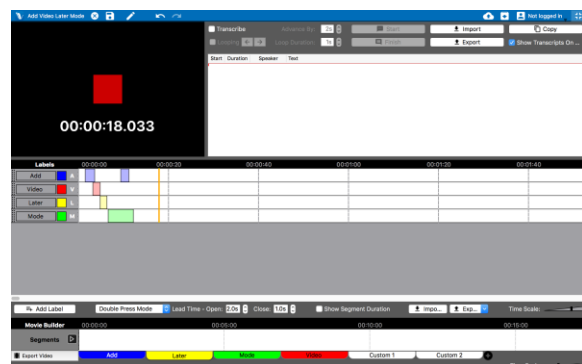 Add Video Later Mode
Not logged in
Transcribe
Advance By:
2s
Start
Import
Copy
Looping
Loop Duration:
1s
Finish
Export
Show Transcripts On ...
Start Duration Speaker Text
00:00:18.033
Labels 00:00:00 00:00:20 00:00:40 00:01:00 00:01:20 00:01:40
Add A
Video V
Later L
Mode M
Add Label Double Press Mode Lead Time - Open: 2.0s Close: 1.0s Show Segment Duration Impo... Exp... Time Scale:
Movie Builder 00:00:00 00:05:00 00:10:00 00:15:00
Segments
Export Video Add Later Mode Video Custom 1 Custom 2